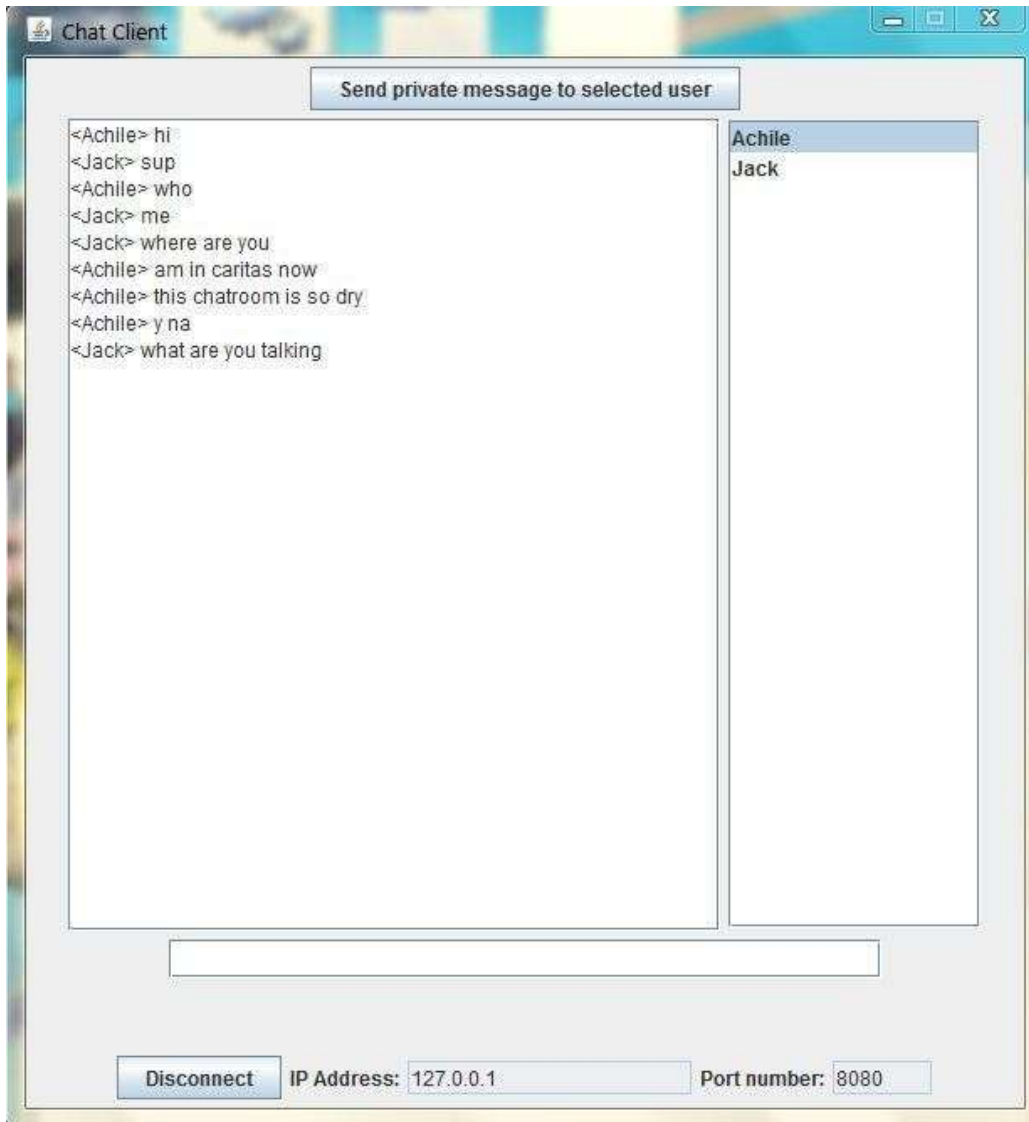 Chat Client
Send private message to selected user
<Achile> hi
<Jack> sup
<Achile> who
<Jack> me
<Jack> where are you
<Achile> am in caritas now
<Achile> this chatroom is so dry
<Achile> y na
<Jack> what are you talking
Achile
Jack
Disconnect IP Address: 127.0.0.1 Port number: 8080